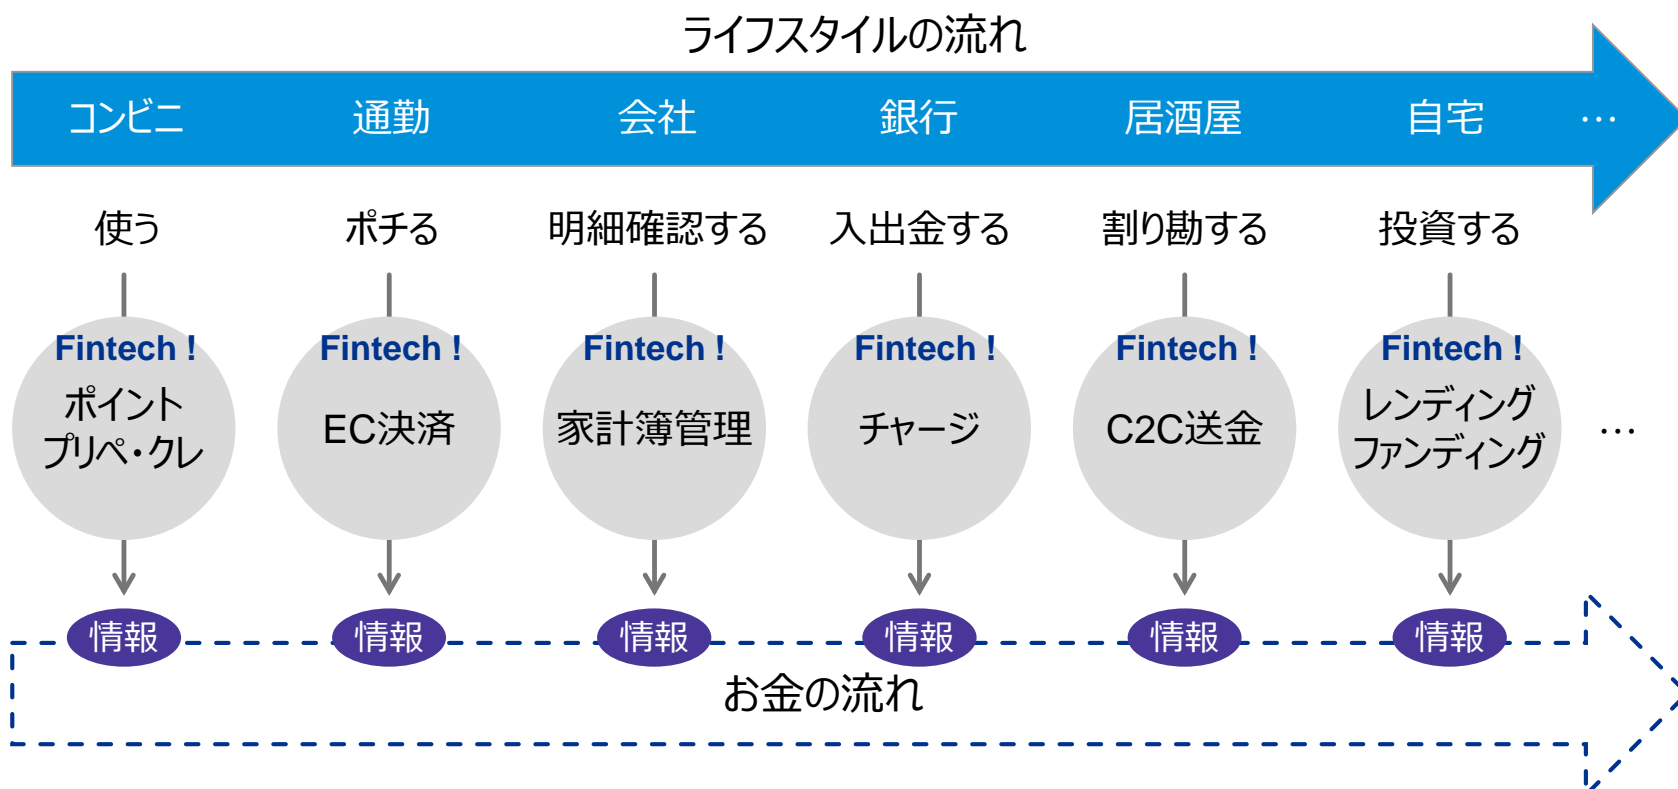 ライフスタイルの流れ
コンビニ 通勤 会社 銀行 居酒屋 自宅 …
使う ポチる 明細確認する 入出金する 割り勘する 投資する
Fintech ! Fintech ! Fintech ! Fintech ! Fintech ! Fintech !
ポイント
プリペ・クレ
EC決済
家計簿管理
チャージ
C2C送金
レンディング
ファンディング
…
情報 情報 情報 情報 情報 情報
お金の流れ